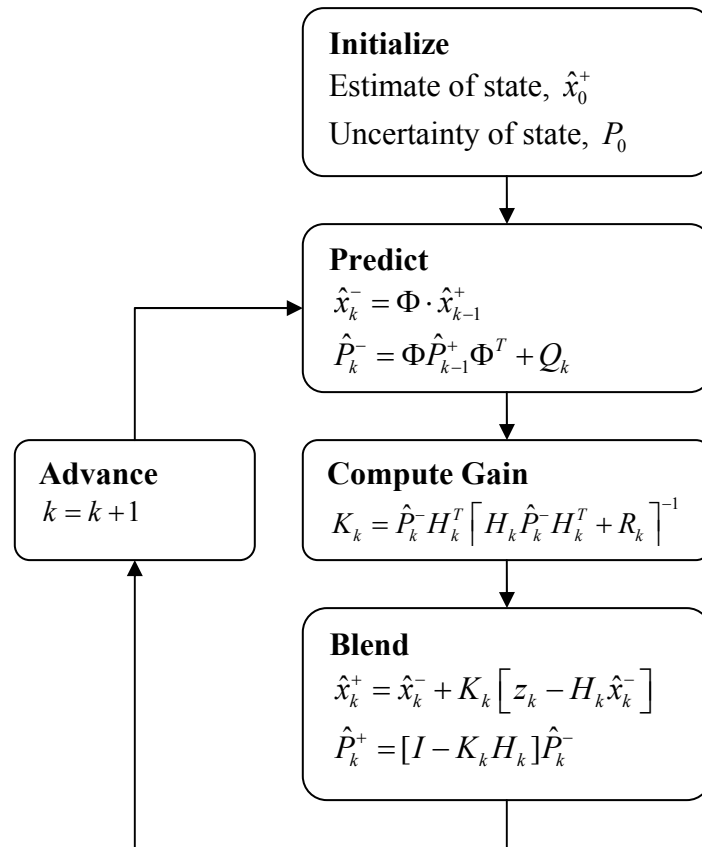 Initialize
Estimate of state, x̂₀⁺
Uncertainty of state, P₀
Predict
x̂ₖ⁻ = Φ · x̂ₖ₋₁⁺
P̂ₖ⁻ = ΦP̂ₖ₋₁⁺Φᵀ + Qₖ
Advance
k = k + 1
Compute Gain
Kₖ = P̂ₖ⁻Hₖᵀ[HₖP̂ₖ⁻Hₖᵀ + Rₖ]⁻¹
Blend
x̂ₖ⁺ = x̂ₖ⁻ + Kₖ[zₖ − Hₖx̂ₖ⁻]
P̂ₖ⁺ = [I − KₖHₖ]P̂ₖ⁻